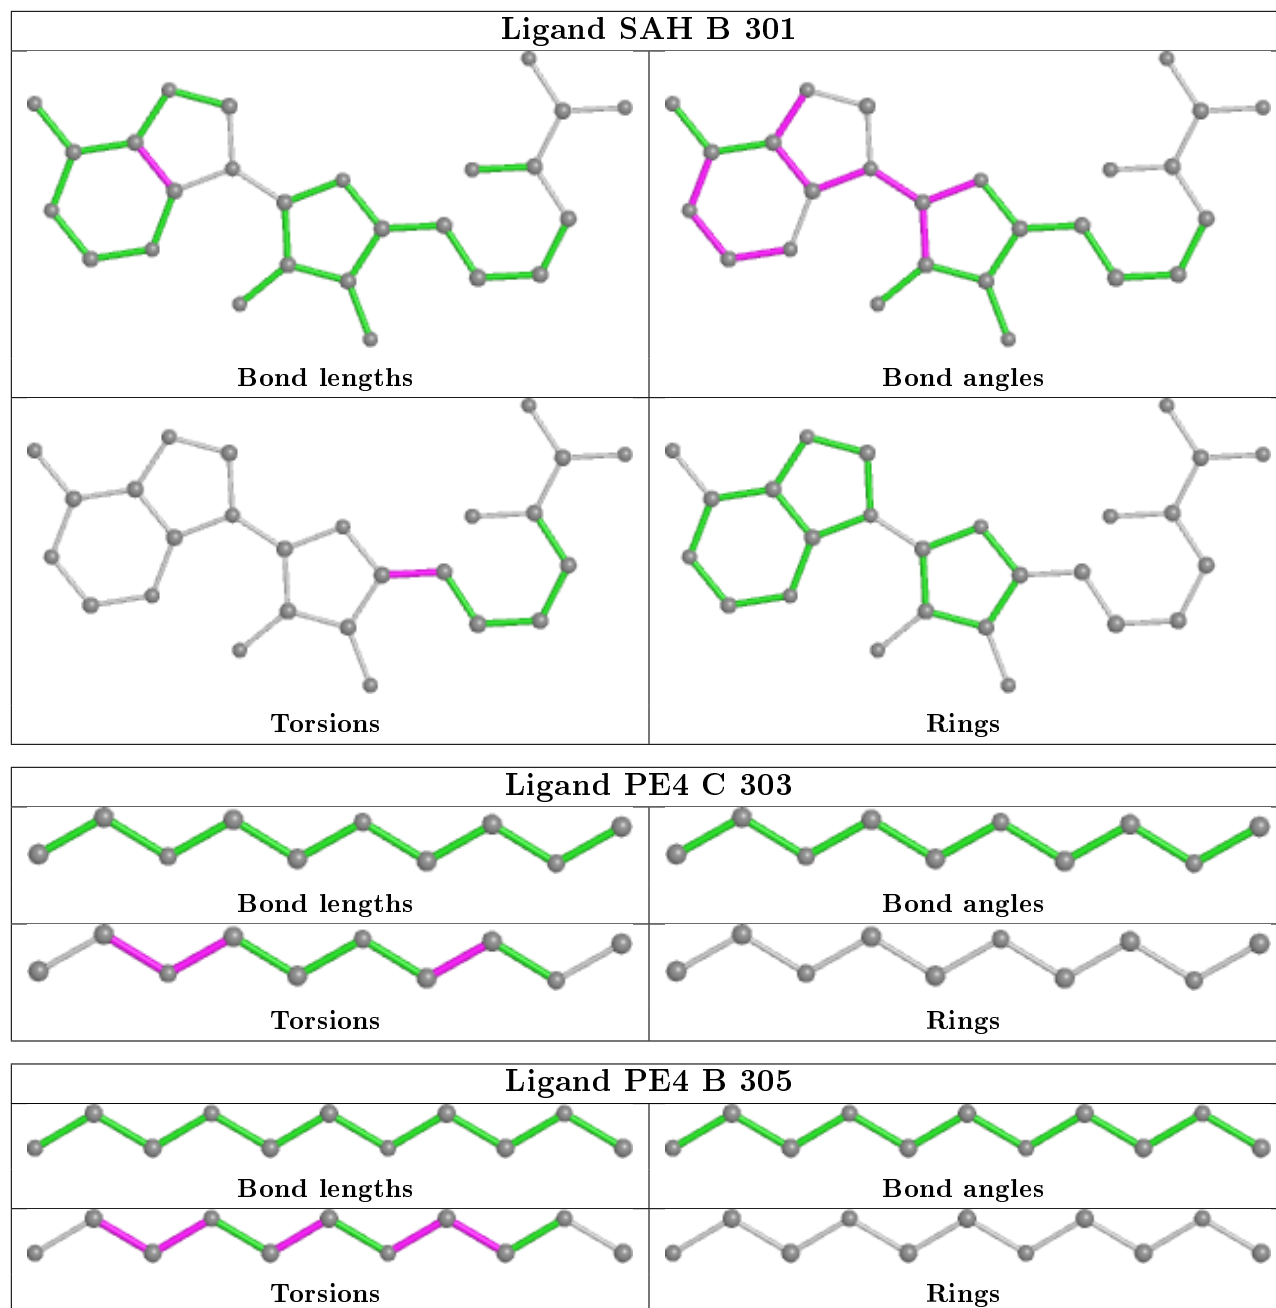 Ligand SAH B 301
Bond lengths
Bond angles
Torsions
Rings
Ligand PE4 C 303
Bond lengths
Bond angles
Torsions
Rings
Ligand PE4 B 305
Bond lengths
Bond angles
Torsions
Rings